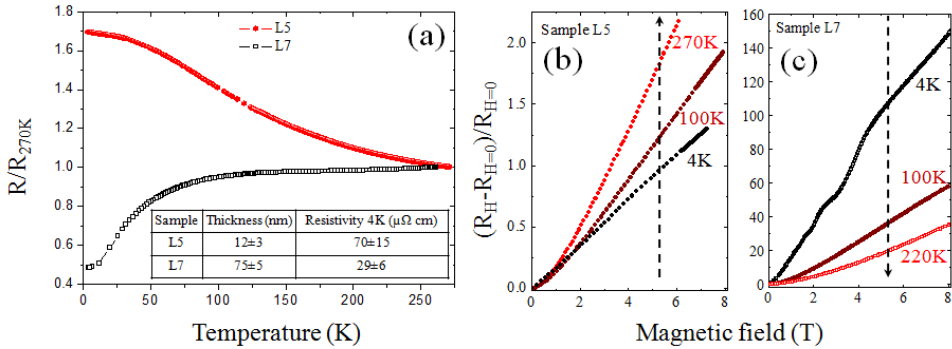 (a)
L5
L7
R/R270K
1.8
1.6
1.4
1.2
1.0
0.8
0.6
0.4
0 50 100 150 200 250
Temperature (K)
Sample Thickness (nm) Resistivity 4K (μΩ cm)
L5 12±3 70±15
L7 75±5 29±6
Sample L5
(b)
270K
100K
4K
(RH-RH=0)/RH=0
2.0
1.5
1.0
0.5
0.0
0 2 4 6 8
Sample L7
(c)
4K
100K
220K
160
140
120
100
80
60
40
20
0
0 2 4 6 8
Magnetic field (T)